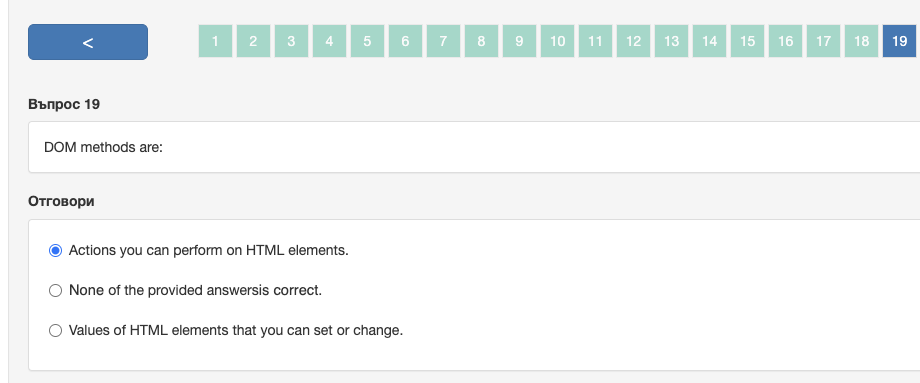 < 1 2 3 4 5 6 7 8 9 10 11 12 13 14 15 16 17 18 19
Въпрос 19
DOM methods are:
Отговори
Actions you can perform on HTML elements.
None of the provided answersis correct.
Values of HTML elements that you can set or change.